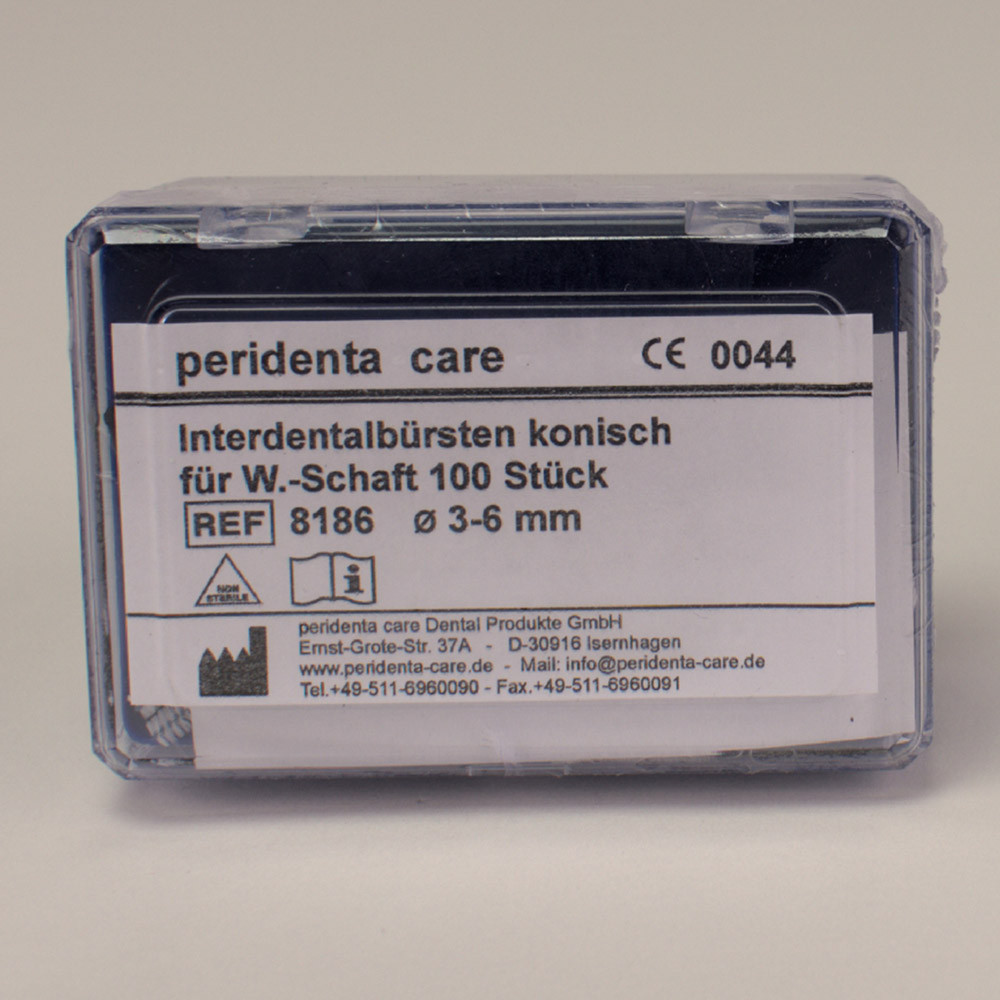 peridenta care CE 0044
Interdentalbürsten konisch
für W.-Schaft 100 Stück
REF 8186 ø 3-6 mm
NON
STERILE
peridenta care Dental Produkte GmbH
Ernst-Grote-Str. 37A - D-30916 Isernhagen
www.peridenta-care.de - Mail: info@peridenta-care.de
Tel.+49-511-6960090 - Fax.+49-511-6960091